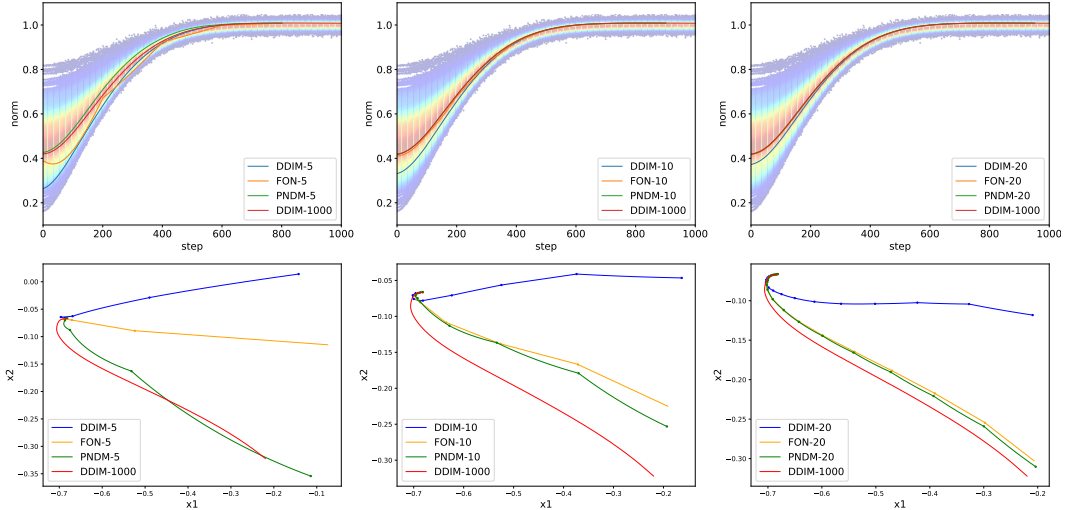 norm
1.0
0.8
0.6
0.4
0.2
0
200
400
600
800
1000
step
DDIM-5
FON-5
PNDM-5
DDIM-1000
norm
1.0
0.8
0.6
0.4
0.2
0
200
400
600
800
1000
step
DDIM-10
FON-10
PNDM-10
DDIM-1000
norm
1.0
0.8
0.6
0.4
0.2
0
200
400
600
800
1000
step
DDIM-20
FON-20
PNDM-20
DDIM-1000
x2
0.00
−0.05
−0.10
−0.15
−0.20
−0.25
−0.30
−0.35
−0.7
−0.6
−0.5
−0.4
−0.3
−0.2
−0.1
x1
DDIM-5
FON-5
PNDM-5
DDIM-1000
x2
−0.05
−0.10
−0.15
−0.20
−0.25
−0.30
−0.7
−0.6
−0.5
−0.4
−0.3
−0.2
x1
DDIM-10
FON-10
PNDM-10
DDIM-1000
x2
−0.10
−0.15
−0.20
−0.25
−0.30
−0.7
−0.6
−0.5
−0.4
−0.3
−0.2
x1
DDIM-20
FON-20
PNDM-20
DDIM-1000